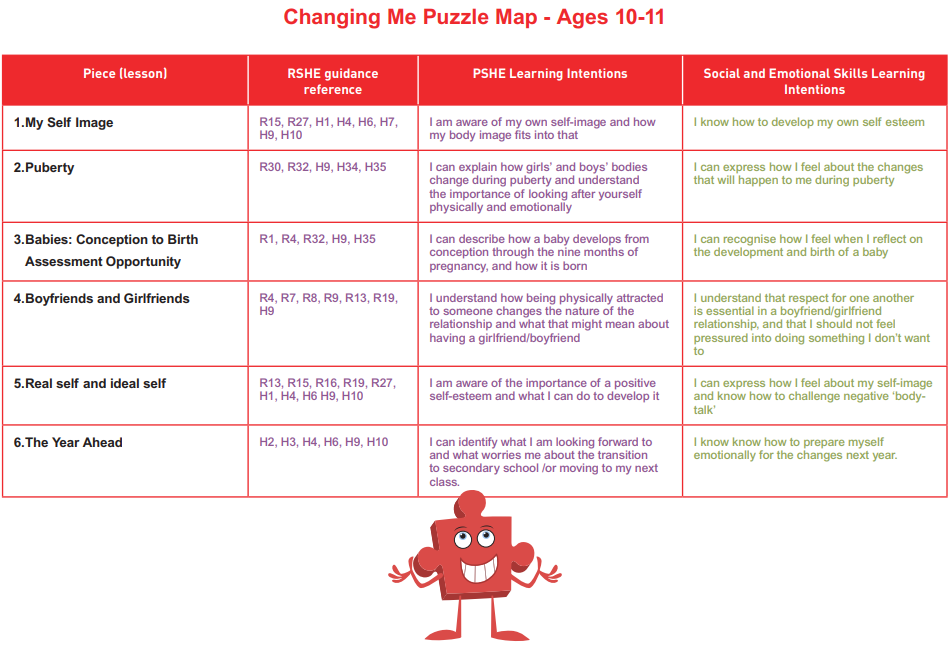 Changing Me Puzzle Map - Ages 10-11
Piece (lesson)
RSHE guidance
reference
PSHE Learning Intentions
Social and Emotional Skills Learning
Intentions
1.My Self Image
R15, R27, H1, H4, H6, H7,
H9, H10
I am aware of my own self-image and how
my body image fits into that
I know how to develop my own self esteem
2.Puberty
R30, R32, H9, H34, H35
I can explain how girls’ and boys’ bodies
change during puberty and understand
the importance of looking after yourself
physically and emotionally
I can express how I feel about the changes
that will happen to me during puberty
3.Babies: Conception to Birth
Assessment Opportunity
R1, R4, R32, H9, H35
I can describe how a baby develops from
conception through the nine months of
pregnancy, and how it is born
I can recognise how I feel when I reflect on
the development and birth of a baby
4.Boyfriends and Girlfriends
R4, R7, R8, R9, R13, R19,
H9
I understand how being physically attracted
to someone changes the nature of the
relationship and what that might mean about
having a girlfriend/boyfriend
I understand that respect for one another
is essential in a boyfriend/girlfriend
relationship, and that I should not feel
pressured into doing something I don’t want
to
5.Real self and ideal self
R13, R15, R16, R19, R27,
H1, H4, H6 H9, H10
I am aware of the importance of a positive
self-esteem and what I can do to develop it
I can express how I feel about my self-image
and know how to challenge negative ‘body-
talk’
6.The Year Ahead
H2, H3, H4, H6, H9, H10
I can identify what I am looking forward to
and what worries me about the transition
to secondary school /or moving to my next
class.
I know know how to prepare myself
emotionally for the changes next year.